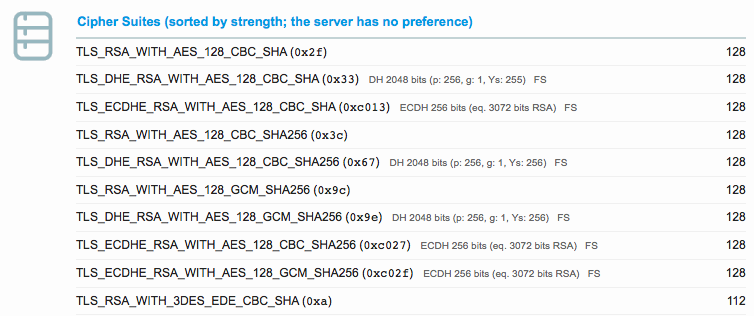 Cipher Suites (sorted by strength; the server has no preference)
TLS_RSA_WITH_AES_128_CBC_SHA (0x2f) 128
TLS_DHE_RSA_WITH_AES_128_CBC_SHA (0x33) DH 2048 bits (p: 256, g: 1, Ys: 255) FS 128
TLS_ECDHE_RSA_WITH_AES_128_CBC_SHA (0xc013) ECDH 256 bits (eq. 3072 bits RSA) FS 128
TLS_RSA_WITH_AES_128_CBC_SHA256 (0x3c) 128
TLS_DHE_RSA_WITH_AES_128_CBC_SHA256 (0x67) DH 2048 bits (p: 256, g: 1, Ys: 256) FS 128
TLS_RSA_WITH_AES_128_GCM_SHA256 (0x9c) 128
TLS_DHE_RSA_WITH_AES_128_GCM_SHA256 (0x9e) DH 2048 bits (p: 256, g: 1, Ys: 256) FS 128
TLS_ECDHE_RSA_WITH_AES_128_CBC_SHA256 (0xc027) ECDH 256 bits (eq. 3072 bits RSA) FS 128
TLS_ECDHE_RSA_WITH_AES_128_GCM_SHA256 (0xc02f) ECDH 256 bits (eq. 3072 bits RSA) FS 128
TLS_RSA_WITH_3DES_EDE_CBC_SHA (0xa) 112